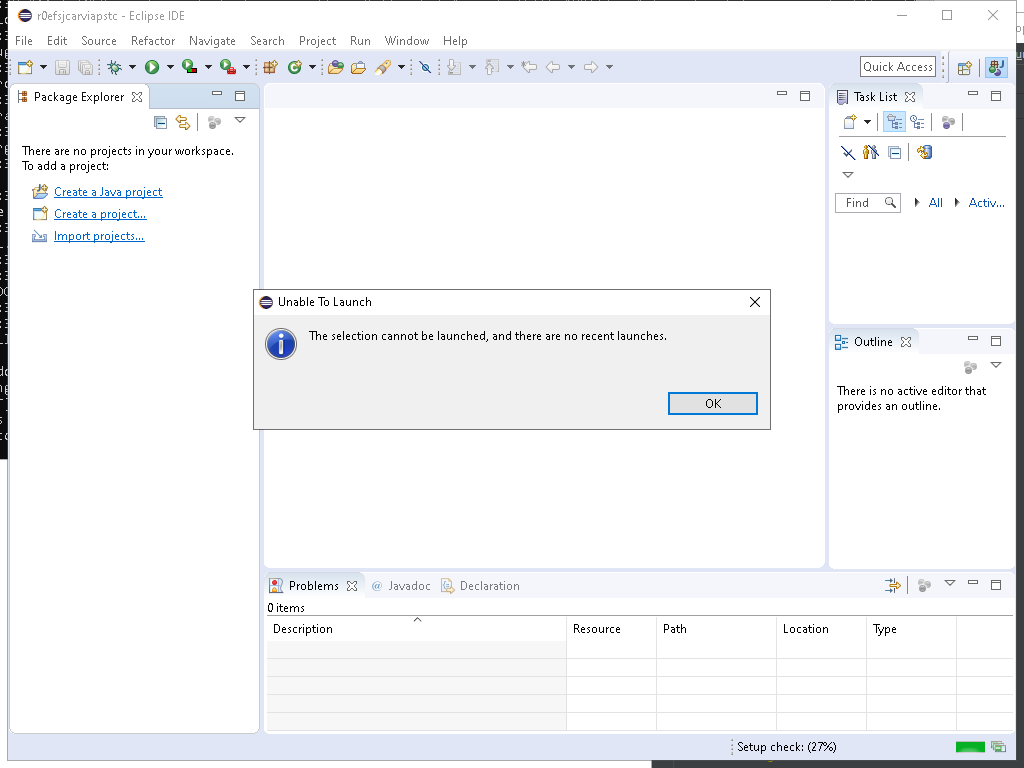 r0efsjcarviapstc - Eclipse IDE
File Edit Source Refactor Navigate Search Project Run Window Help
Quick Access
Package Explorer
There are no projects in your workspace.
To add a project:
Create a Java project
Create a project...
Import projects...
Task List
Find All Activ...
Unable To Launch
The selection cannot be launched, and there are no recent launches.
OK
Outline
There is no active editor that
provides an outline.
Problems @ Javadoc Declaration
0 items
Description Resource Path Location Type
Setup check: (27%)